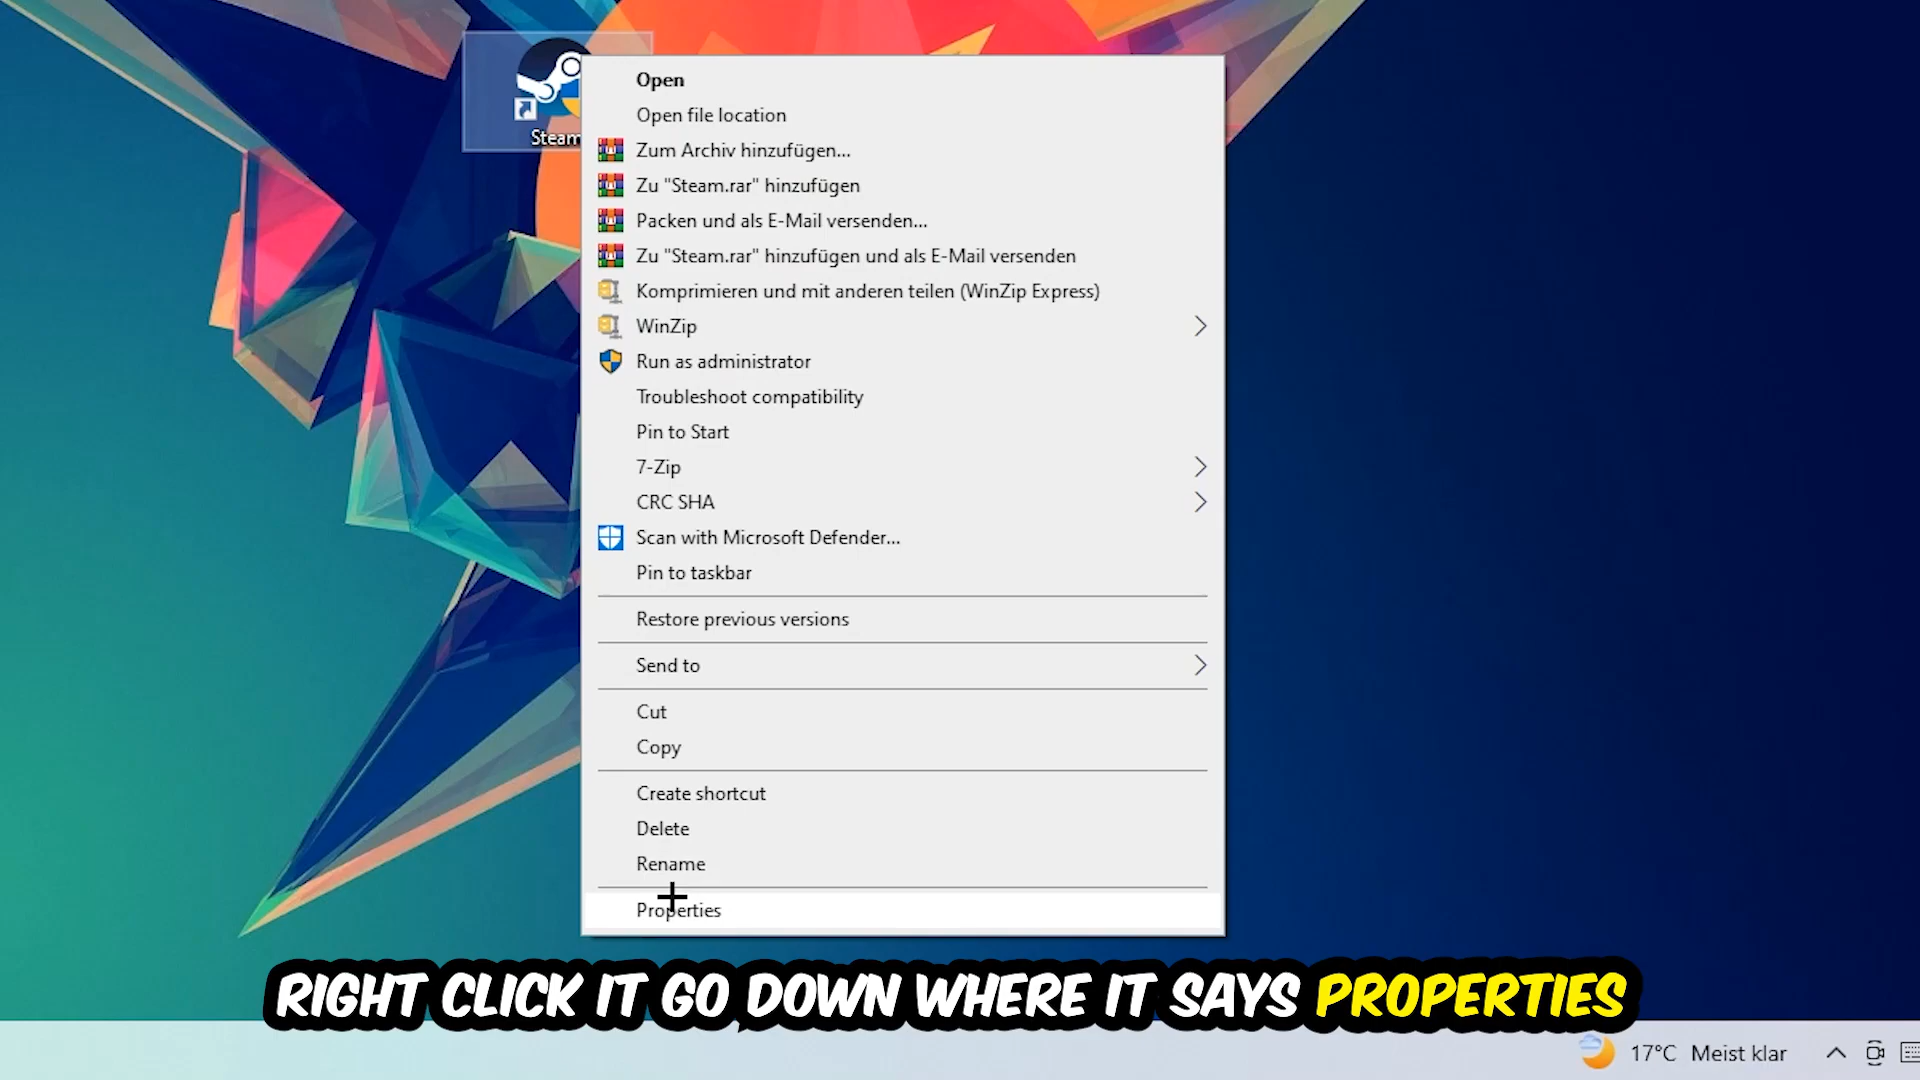 Steam
Open
Open file location
Zum Archiv hinzufügen...
Zu "Steam.rar" hinzufügen
Packen und als E-Mail versenden...
Zu "Steam.rar" hinzufügen und als E-Mail versenden
Komprimieren und mit anderen teilen (WinZip Express)
WinZip
Run as administrator
Troubleshoot compatibility
Pin to Start
7-Zip
CRC SHA
Scan with Microsoft Defender...
Pin to taskbar
Restore previous versions
Send to
Cut
Copy
Create shortcut
Delete
Rename
Properties
RIGHT CLICK IT GO DOWN WHERE IT SAYS PROPERTIES
17°C Meist klar